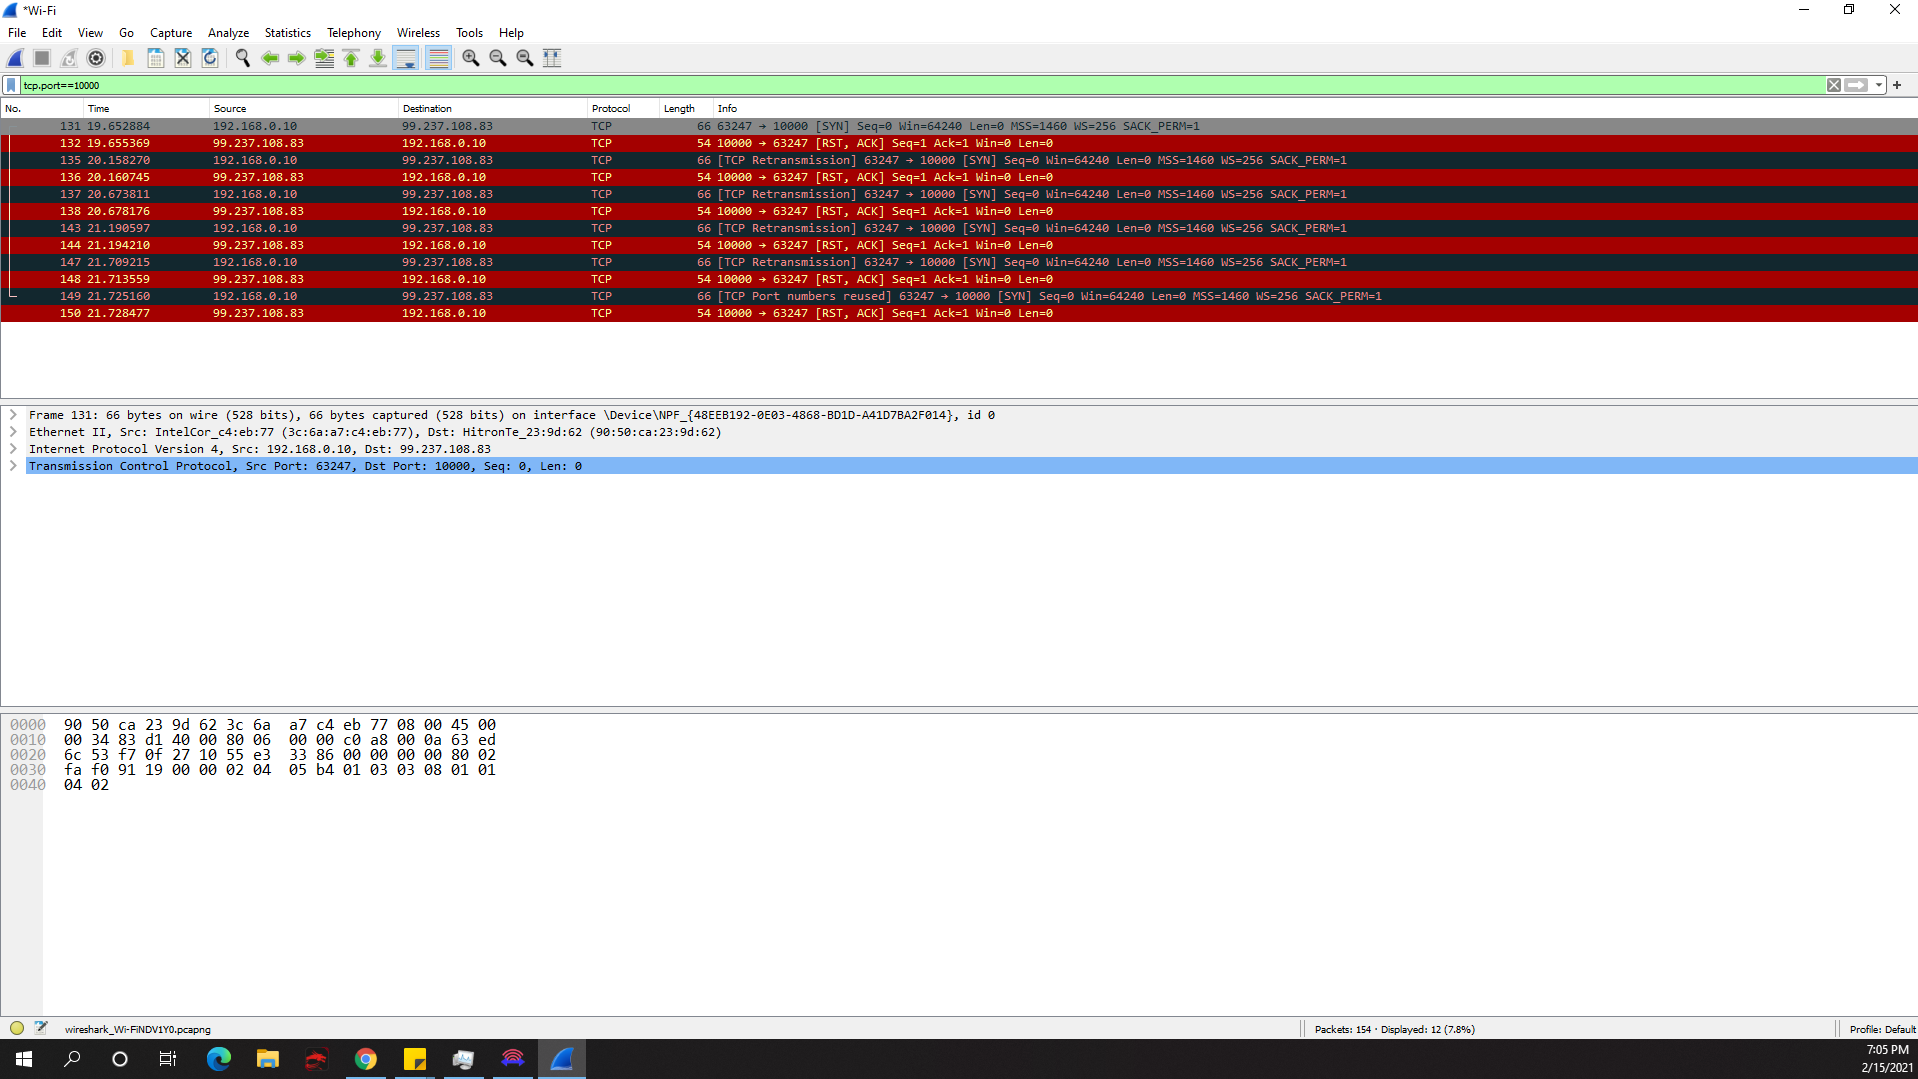 *Wi-Fi
File Edit View Go Capture Analyze Statistics Telephony Wireless Tools Help
tcp.port==10000
No. Time Source Destination Protocol Length Info
131 19.652884 192.168.0.10 99.237.108.83 TCP 66 63247 → 10000 [SYN] Seq=0 Win=64240 Len=0 MSS=1460 WS=256 SACK_PERM=1
132 19.655369 99.237.108.83 192.168.0.10 TCP 54 10000 → 63247 [RST, ACK] Seq=1 Ack=1 Win=0 Len=0
135 20.158270 192.168.0.10 99.237.108.83 TCP 66 [TCP Retransmission] 63247 → 10000 [SYN] Seq=0 Win=64240 Len=0 MSS=1460 WS=256 SACK_PERM=1
136 20.160745 99.237.108.83 192.168.0.10 TCP 54 10000 → 63247 [RST, ACK] Seq=1 Ack=1 Win=0 Len=0
137 20.673811 192.168.0.10 99.237.108.83 TCP 66 [TCP Retransmission] 63247 → 10000 [SYN] Seq=0 Win=64240 Len=0 MSS=1460 WS=256 SACK_PERM=1
138 20.678176 99.237.108.83 192.168.0.10 TCP 54 10000 → 63247 [RST, ACK] Seq=1 Ack=1 Win=0 Len=0
143 21.190597 192.168.0.10 99.237.108.83 TCP 66 [TCP Retransmission] 63247 → 10000 [SYN] Seq=0 Win=64240 Len=0 MSS=1460 WS=256 SACK_PERM=1
144 21.194210 99.237.108.83 192.168.0.10 TCP 54 10000 → 63247 [RST, ACK] Seq=1 Ack=1 Win=0 Len=0
147 21.709215 192.168.0.10 99.237.108.83 TCP 66 [TCP Retransmission] 63247 → 10000 [SYN] Seq=0 Win=64240 Len=0 MSS=1460 WS=256 SACK_PERM=1
148 21.713559 99.237.108.83 192.168.0.10 TCP 54 10000 → 63247 [RST, ACK] Seq=1 Ack=1 Win=0 Len=0
149 21.725160 192.168.0.10 99.237.108.83 TCP 66 [TCP Port numbers reused] 63247 → 10000 [SYN] Seq=0 Win=64240 Len=0 MSS=1460 WS=256 SACK_PERM=1
150 21.728477 99.237.108.83 192.168.0.10 TCP 54 10000 → 63247 [RST, ACK] Seq=1 Ack=1 Win=0 Len=0
Frame 131: 66 bytes on wire (528 bits), 66 bytes captured (528 bits) on interface \Device\NPF_{48EEB192-0E03-4868-BD1D-A41D7BA2F014}, id 0
Ethernet II, Src: IntelCor_c4:eb:77 (3c:6a:a7:c4:eb:77), Dst: HitronTe_23:9d:62 (90:50:ca:23:9d:62)
Internet Protocol Version 4, Src: 192.168.0.10, Dst: 99.237.108.83
Transmission Control Protocol, Src Port: 63247, Dst Port: 10000, Seq: 0, Len: 0
0000 90 50 ca 23 9d 62 3c 6a a7 c4 eb 77 08 00 45 00
0010 00 34 83 d1 40 00 80 06 00 00 c0 a8 00 0a 63 ed
0020 6c 53 f7 0f 27 10 55 e3 33 86 00 00 00 00 80 02
0030 fa f0 91 19 00 00 02 04 05 b4 01 03 03 08 01 01
0040 04 02
wireshark_Wi-FiNDV1Y0.pcapng Packets: 154 · Displayed: 12 (7.8%) Profile: Default
7:05 PM
2/15/2021